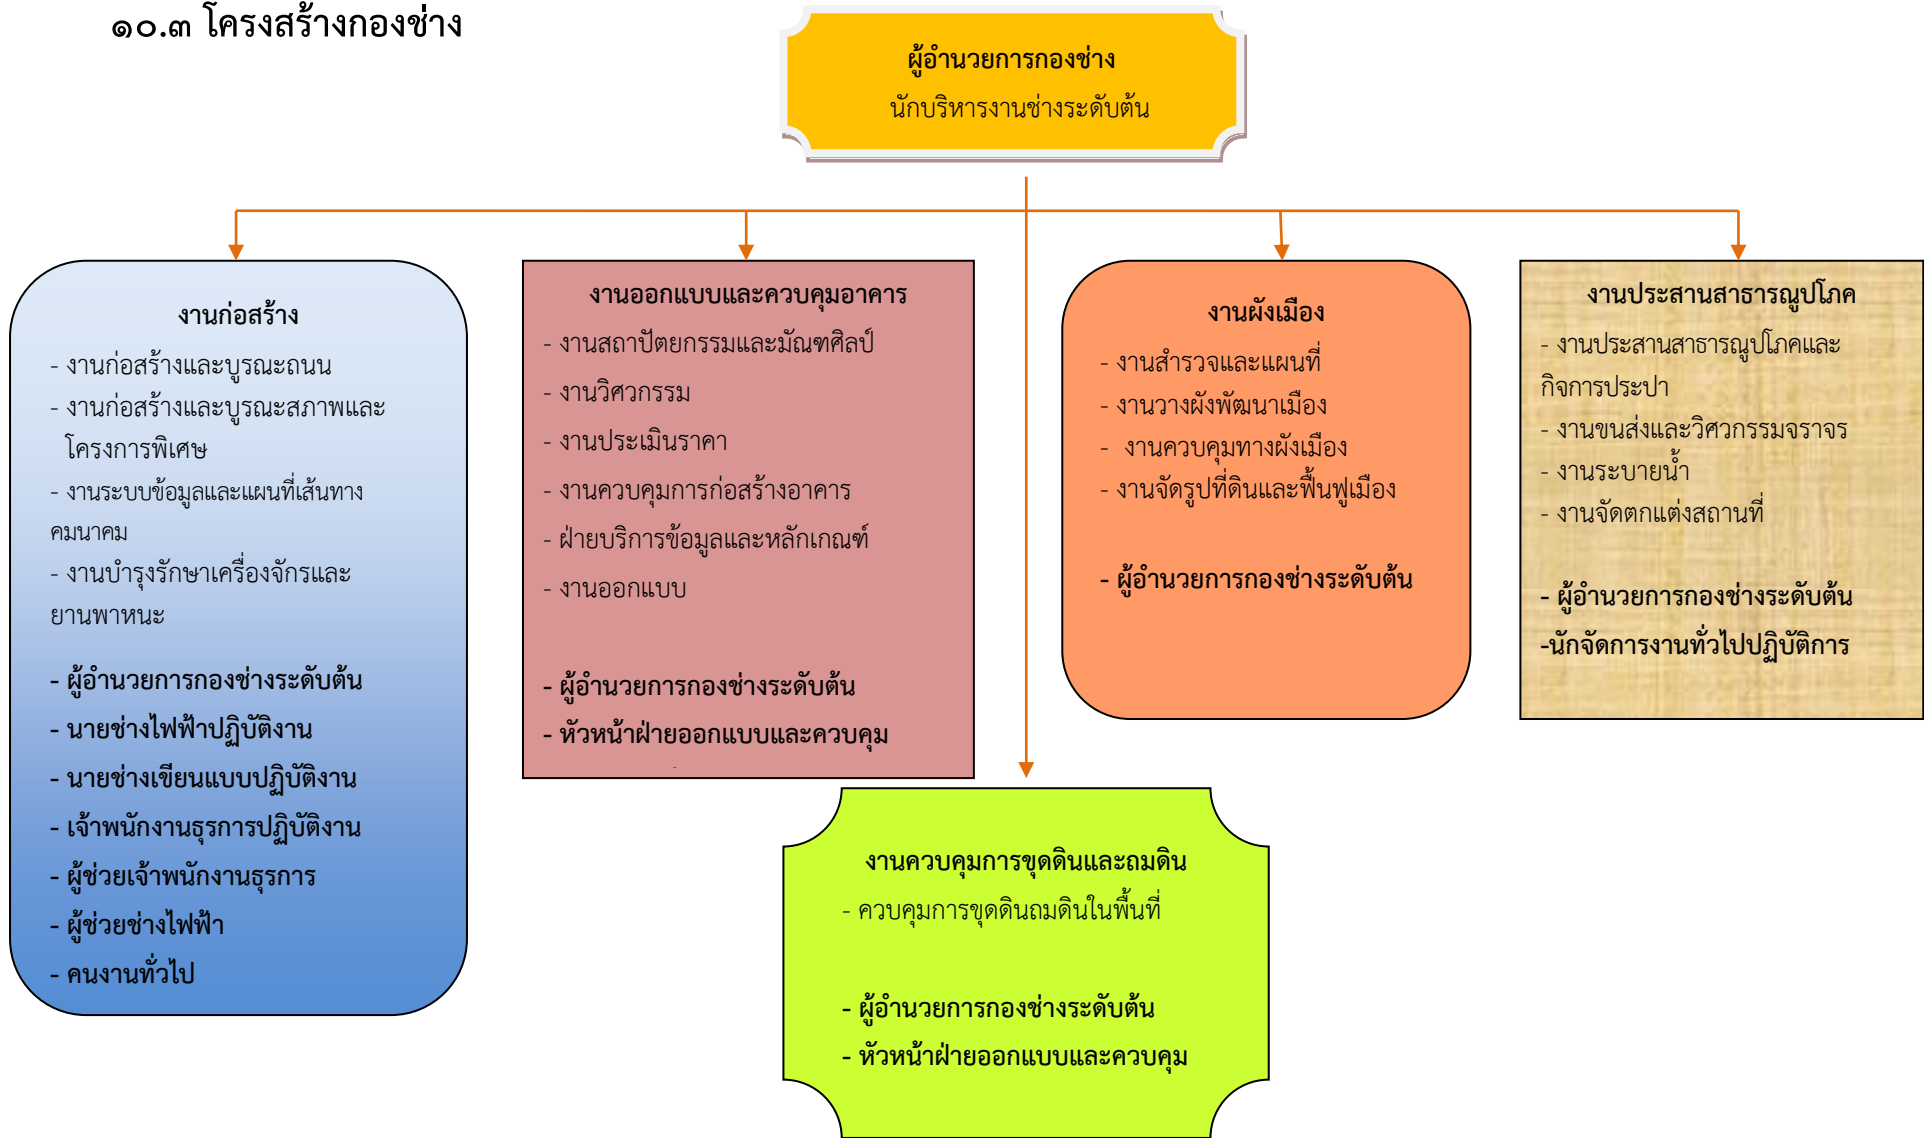 ๑๐.๓ โครงสร้างกองช่าง
ผู้อำนวยการกองช่าง
นักบริหารงานช่างระดับต้น
งานก่อสร้าง
- งานก่อสร้างและบูรณะถนน
- งานก่อสร้างและบูรณะสภาพและ
โครงการพิเศษ
- งานระบบข้อมูลและแผนที่เส้นทาง
คมนาคม
- งานบำรุงรักษาเครื่องจักรและ
ยานพาหนะ
- ผู้อำนวยการกองช่างระดับต้น
- นายช่างไฟฟ้าปฏิบัติงาน
- นายช่างเขียนแบบปฏิบัติงาน
- เจ้าพนักงานธุรการปฏิบัติงาน
- ผู้ช่วยเจ้าพนักงานธุรการ
- ผู้ช่วยช่างไฟฟ้า
- คนงานทั่วไป
งานออกแบบและควบคุมอาคาร
- งานสถาปัตยกรรมและมัณฑศิลป์
- งานวิศวกรรม
- งานประเมินราคา
- งานควบคุมการก่อสร้างอาคาร
- ฝ่ายบริการข้อมูลและหลักเกณฑ์
- งานออกแบบ
- ผู้อำนวยการกองช่างระดับต้น
- หัวหน้าฝ่ายออกแบบและควบคุม
งานผังเมือง
- งานสำรวจและแผนที่
- งานวางผังพัฒนาเมือง
- งานควบคุมทางผังเมือง
- งานจัดรูปที่ดินและฟื้นฟูเมือง
- ผู้อำนวยการกองช่างระดับต้น
งานประสานสาธารณูปโภค
- งานประสานสาธารณูปโภคและ
กิจการประปา
- งานขนส่งและวิศวกรรมจราจร
- งานระบายน้ำ
- งานจัดตกแต่งสถานที่
- ผู้อำนวยการกองช่างระดับต้น
-นักจัดการงานทั่วไปปฏิบัติการ
งานควบคุมการขุดดินและถมดิน
- ควบคุมการขุดดินถมดินในพื้นที่
- ผู้อำนวยการกองช่างระดับต้น
- หัวหน้าฝ่ายออกแบบและควบคุม